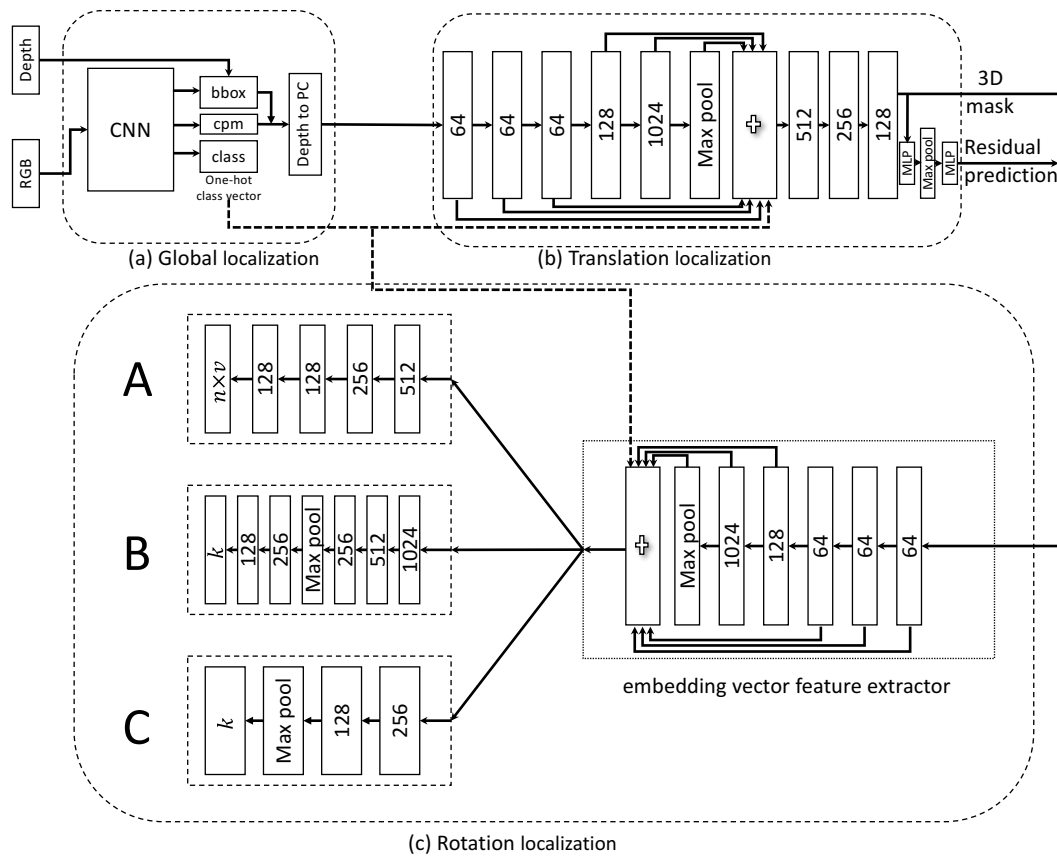 Depth
RGB
CNN
bbox
cpm
class
One-hot
class vector
Depth to PC
(a) Global localization
64
64
64
128
1024
Max pool
+
512
256
128
MLP
Max pool
MLP
3D
mask
Residual
prediction
(b) Translation localization
A
n×v
128
128
256
512
B
k
128
256
Max pool
256
512
1024
C
k
Max pool
128
256
+
Max pool
1024
128
64
64
64
embedding vector feature extractor
(c) Rotation localization